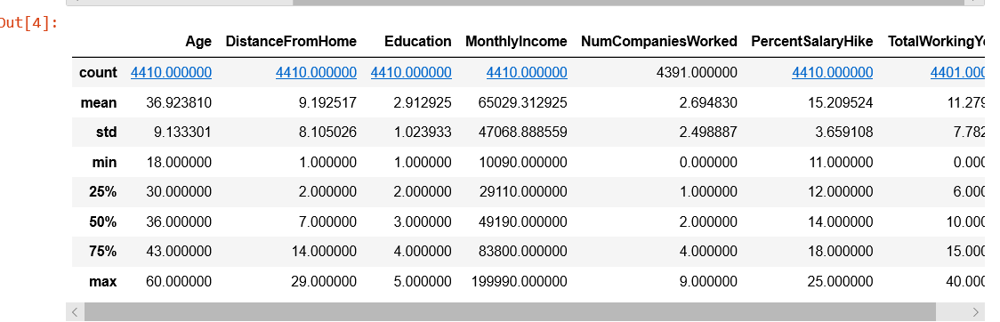 Out[4]:
Age DistanceFromHome Education MonthlyIncome NumCompaniesWorked PercentSalaryHike
count 4410.000000 4410.000000 4410.000000 4410.000000 4391.000000 4410.000000 4401.000
mean 36.923810 9.192517 2.912925 65029.312925 2.694830 15.209524 11.279
std 9.133301 8.105026 1.023933 47068.888559 2.498887 3.659108 7.782
min 18.000000 1.000000 1.000000 10090.000000 0.000000 11.000000 0.000
25% 30.000000 2.000000 2.000000 29110.000000 1.000000 12.000000 6.000
50% 36.000000 7.000000 3.000000 49190.000000 2.000000 14.000000 10.000
75% 43.000000 14.000000 4.000000 83800.000000 4.000000 18.000000 15.000
max 60.000000 29.000000 5.000000 199990.000000 9.000000 25.000000 40.000